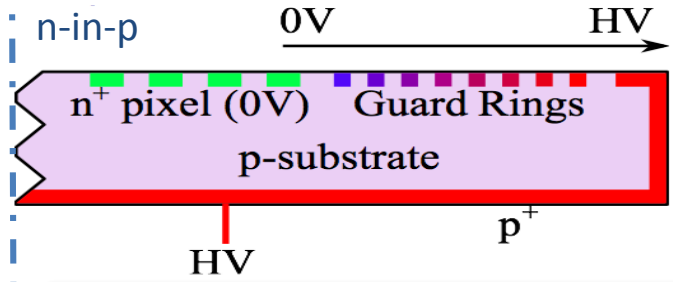 n-in-p
0V HV
n⁺ pixel (0V) Guard Rings
p-substrate
p⁺
HV